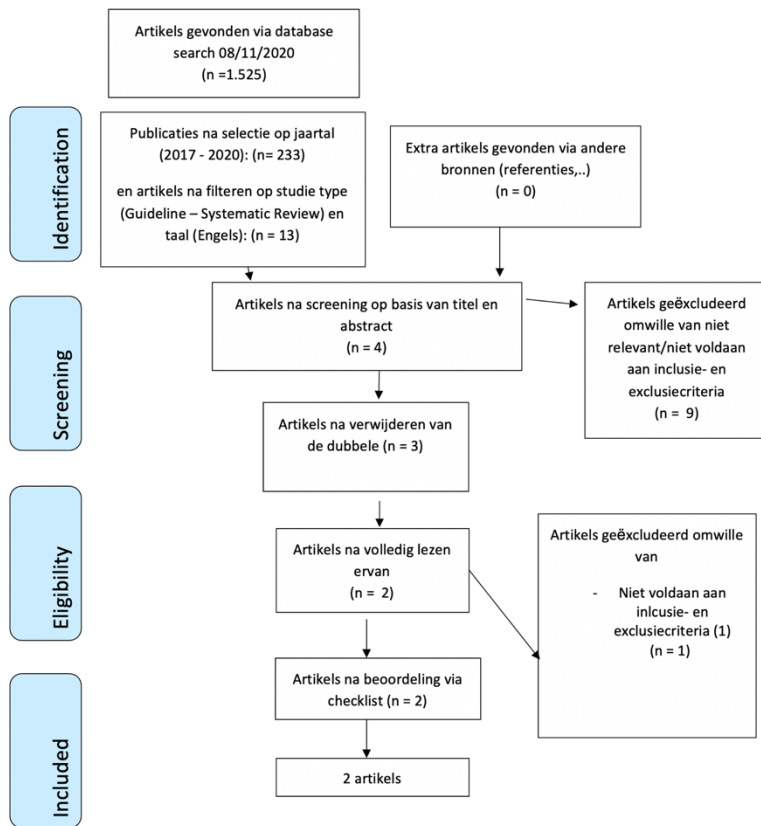 Artikels gevonden via database
search 08/11/2020
(n =1.525)
Identification
Publicaties na selectie op jaartal
(2017 - 2020): (n= 233)
en artikels na filteren op studie type
(Guideline – Systematic Review) en
taal (Engels): (n = 13)
Extra artikels gevonden via andere
bronnen (referenties,..)
(n = 0)
Screening
Artikels na screening op basis van titel en
abstract
(n = 4)
Artikels geëxcludeerd
omwille van niet
relevant/niet voldaan
aan inclusie- en
exclusiecriteria
(n = 9)
Artikels na verwijderen van
de dubbele (n = 3)
Eligibility
Artikels na volledig lezen
ervan
(n = 2)
Artikels geëxcludeerd omwille
van
- Niet voldaan aan
inlcusie- en
exclusiecriteria (1)
(n = 1)
Included
Artikels na beoordeling via
checklist (n = 2)
2 artikels